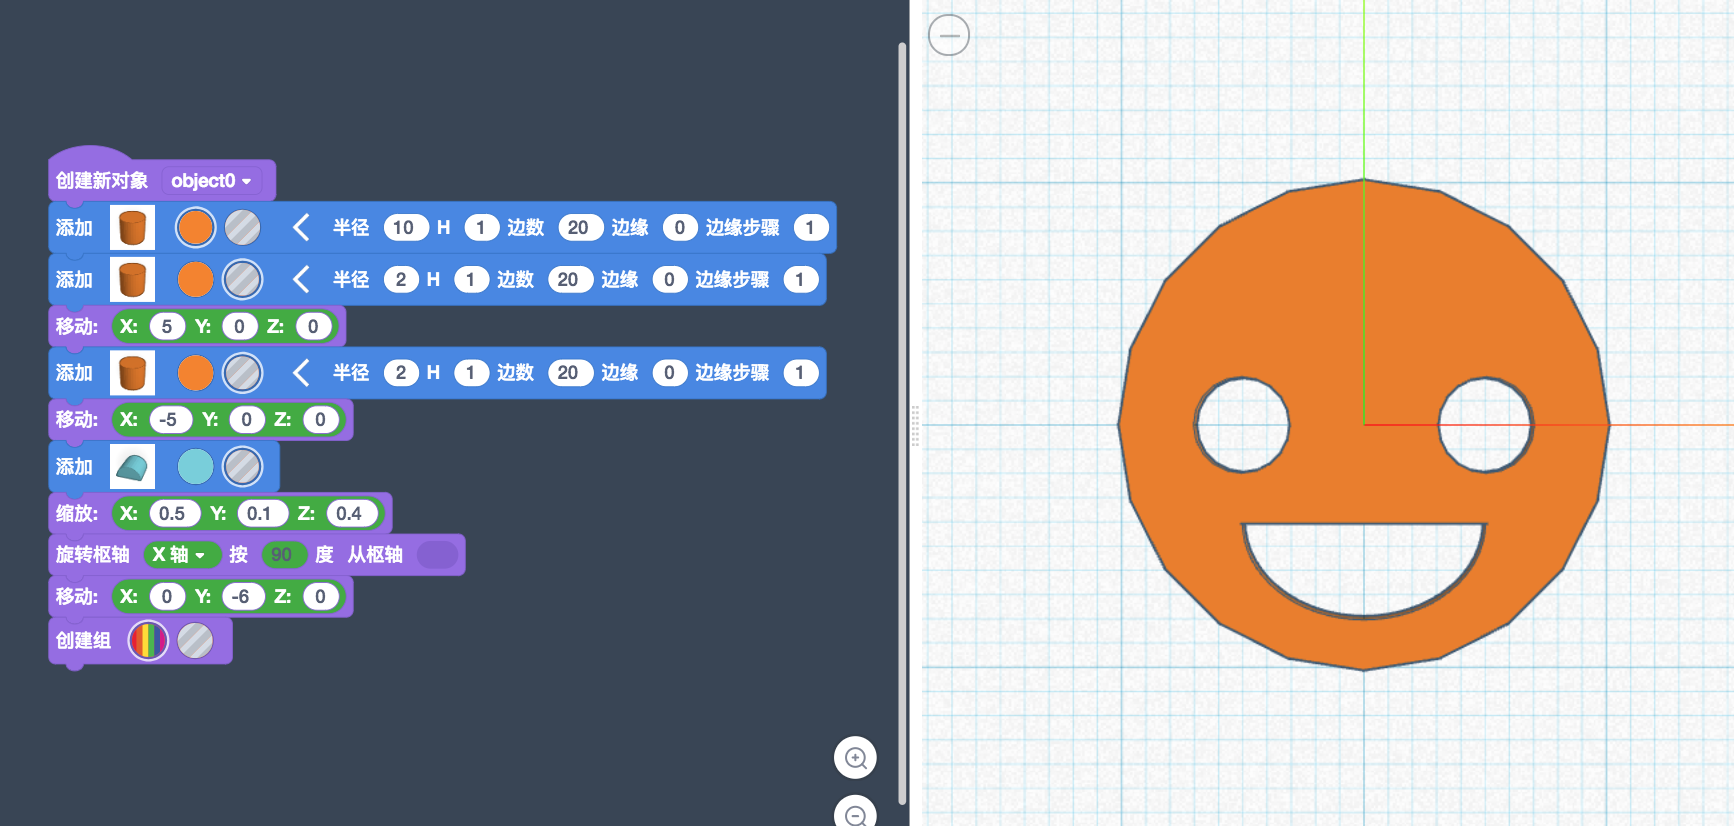 创建新对象 object0
添加 半径 10 H 1 边数 20 边缘 0 边缘步骤 1
添加 半径 2 H 1 边数 20 边缘 0 边缘步骤 1
移动: X: 5 Y: 0 Z: 0
添加 半径 2 H 1 边数 20 边缘 0 边缘步骤 1
移动: X: -5 Y: 0 Z: 0
添加
缩放: X: 0.5 Y: 0.1 Z: 0.4
旋转枢轴 X 轴 按 90 度 从枢轴
移动: X: 0 Y: -6 Z: 0
创建组